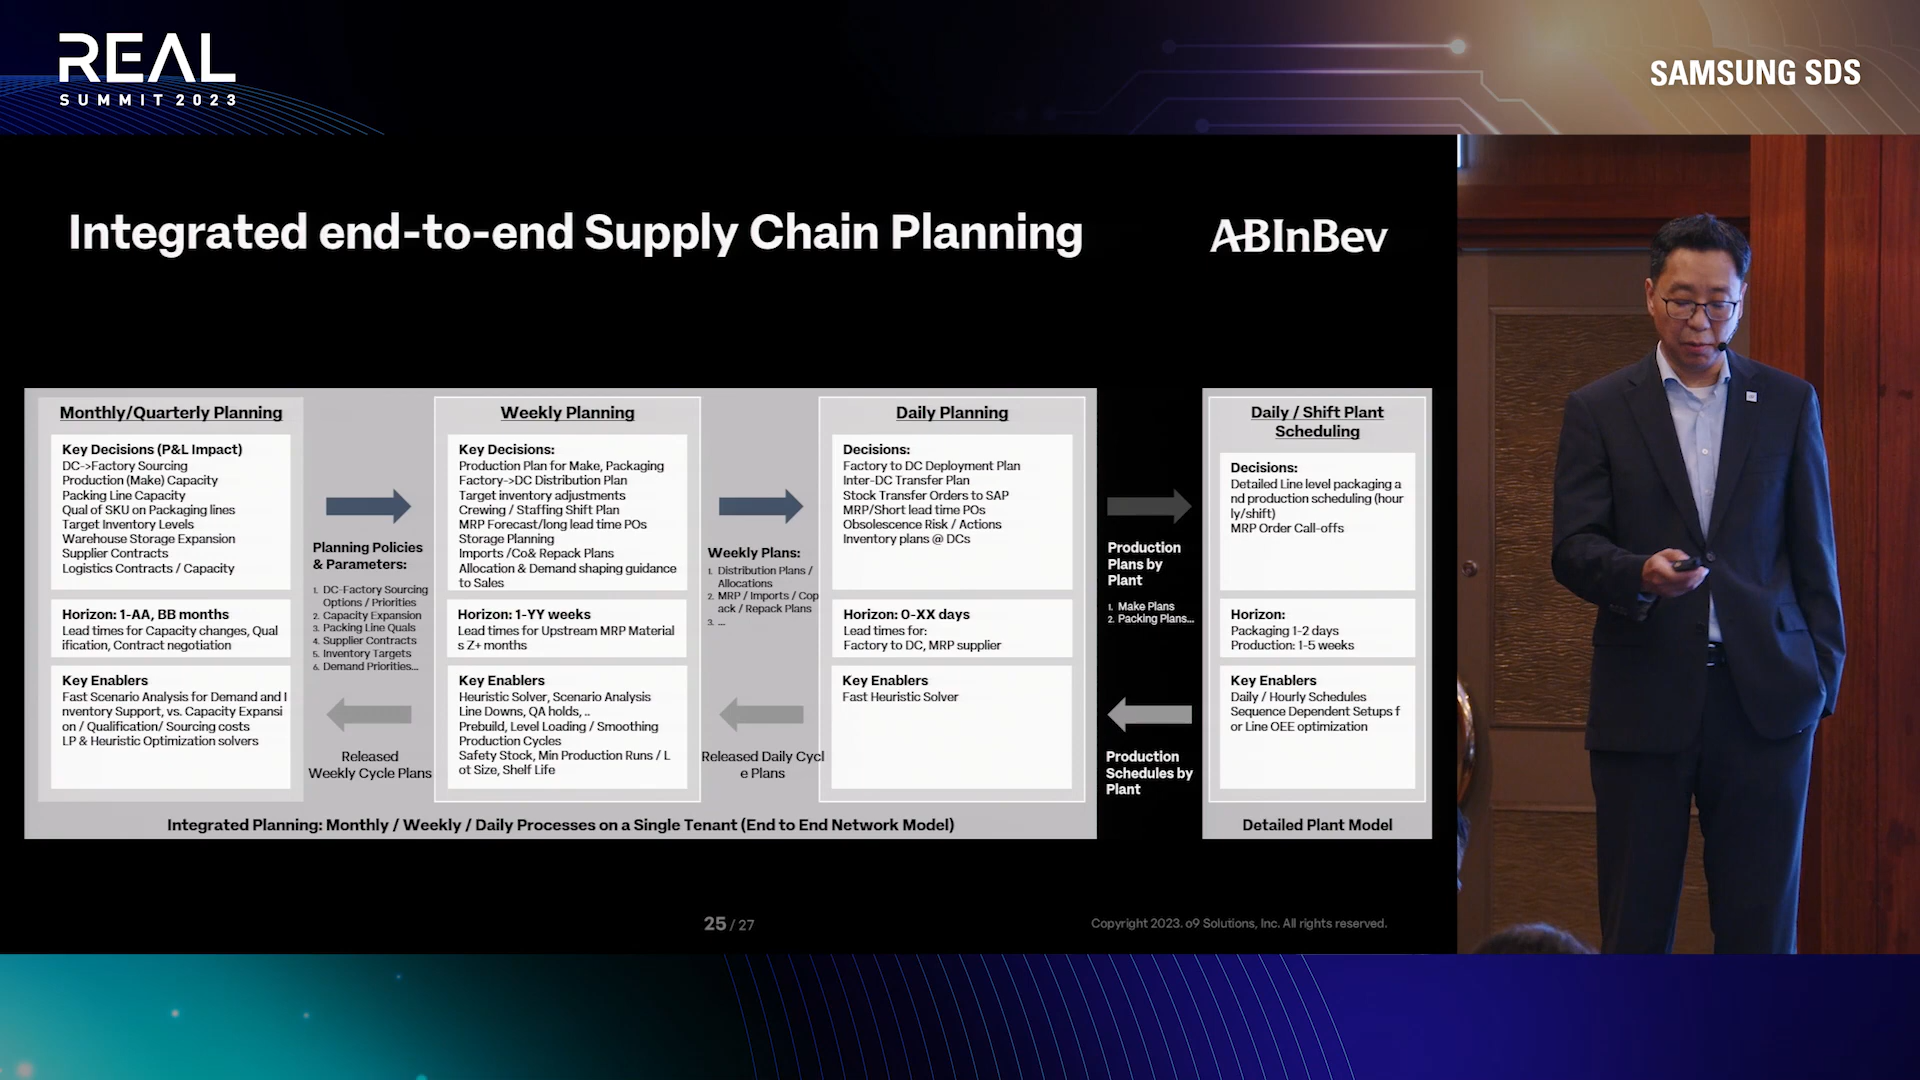 REAL
SUMMIT 2023
SAMSUNG SDS
Integrated end-to-end Supply Chain Planning
ABInBev
Monthly/Quarterly Planning
Key Decisions (P&L Impact)
DC->Factory Sourcing
Production (Make) Capacity
Packing Line Capacity
Qual of SKU on Packaging lines
Target Inventory Levels
Warehouse Storage Expansion
Supplier Contracts
Logistics Contracts / Capacity
Horizon: 1-AA, BB months
Lead times for Capacity changes, Qual
ification, Contract negotiation
Key Enablers
Fast Scenario Analysis for Demand and I
nventory Support, vs. Capacity Expansi
on / Qualification/ Sourcing costs
LP & Heuristic Optimization solvers
Planning Policies
& Parameters:
1. DC-Factory Sourcing
Options / Priorities
2. Capacity Expansion
3. Packing Line Quals
4. Supplier Contracts
5. Inventory Targets
6. Demand Priorities...
Released
Weekly Cycle Plans
Weekly Planning
Key Decisions:
Production Plan for Make, Packaging
Factory->DC Distribution Plan
Target inventory adjustments
Crewing / Staffing Shift Plan
MRP Forecast/long lead time POs
Storage Planning
Imports /Co& Repack Plans
Allocation & Demand shaping guidance
to Sales
Horizon: 1-YY weeks
Lead times for Upstream MRP Material
s Z+ months
Key Enablers
Heuristic Solver, Scenario Analysis
Line Downs, QA holds, ..
Prebuild, Level Loading / Smoothing
Production Cycles
Safety Stock, Min Production Runs / L
ot Size, Shelf Life
Weekly Plans:
1. Distribution Plans /
Allocations
2. MRP / Imports / Cop
ack / Repack Plans
3. ...
Released Daily Cycl
e Plans
Daily Planning
Decisions:
Factory to DC Deployment Plan
Inter-DC Transfer Plan
Stock Transfer Orders to SAP
MRP/Short lead time POs
Obsolescence Risk / Actions
Inventory plans @ DCs
Horizon: 0-XX days
Lead times for:
Factory to DC, MRP supplier
Key Enablers
Fast Heuristic Solver
Integrated Planning: Monthly / Weekly / Daily Processes on a Single Tenant (End to End Network Model)
Production
Plans by
Plant
1. Make Plans
2. Packing Plans...
Production
Schedules by
Plant
Daily / Shift Plant
Scheduling
Decisions:
Detailed Line level packaging a
nd production scheduling (hour
ly/shift)
MRP Order Call-offs
Horizon:
Packaging 1-2 days
Production: 1-5 weeks
Key Enablers
Daily / Hourly Schedules
Sequence Dependent Setups f
or Line OEE optimization
Detailed Plant Model
25 / 27
Copyright 2023. o9 Solutions, Inc. All rights reserved.